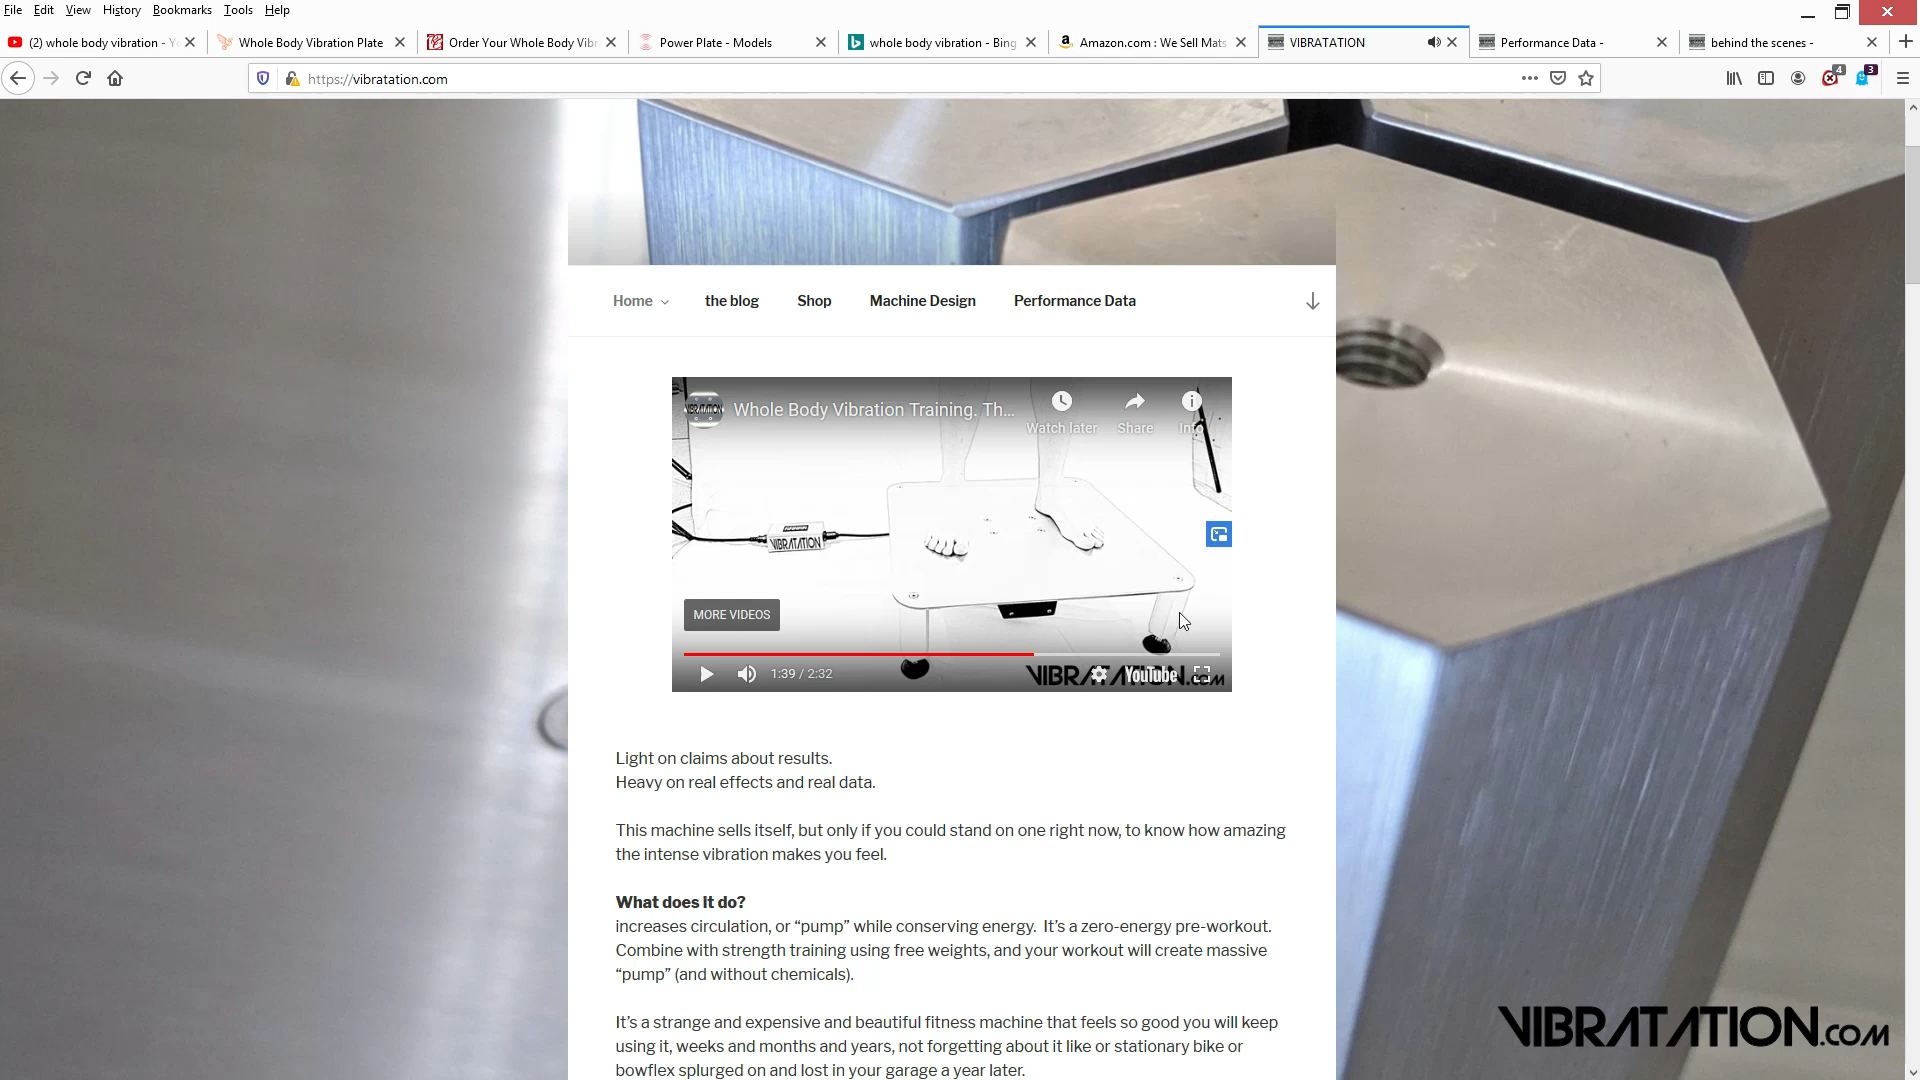 File Edit View History Bookmarks Tools Help
(2) whole body vibration - Y
Whole Body Vibration Plate
Order Your Whole Body Vibr
Power Plate - Models
whole body vibration - Bing
Amazon.com : We Sell Mats
VIBRATATION
Performance Data -
behind the scenes -
https://vibratation.com
4
3
Home
the blog
Shop
Machine Design
Performance Data
VIBRATATION
Whole Body Vibration Training. Th...
Watch later
Share
Info
VIBRATATION
MORE VIDEOS
1:39 / 2:32
VIBRATATION.com
YouTube
Light on claims about results.
Heavy on real effects and real data.
This machine sells itself, but only if you could stand on one right now, to know how amazing
the intense vibration makes you feel.
What does it do?
increases circulation, or “pump” while conserving energy. It’s a zero-energy pre-workout.
Combine with strength training using free weights, and your workout will create massive
“pump” (and without chemicals).
It’s a strange and expensive and beautiful fitness machine that feels so good you will keep
using it, weeks and months and years, not forgetting about it like or stationary bike or
bowflex splurged on and lost in your garage a year later.
VIBRATATION.com